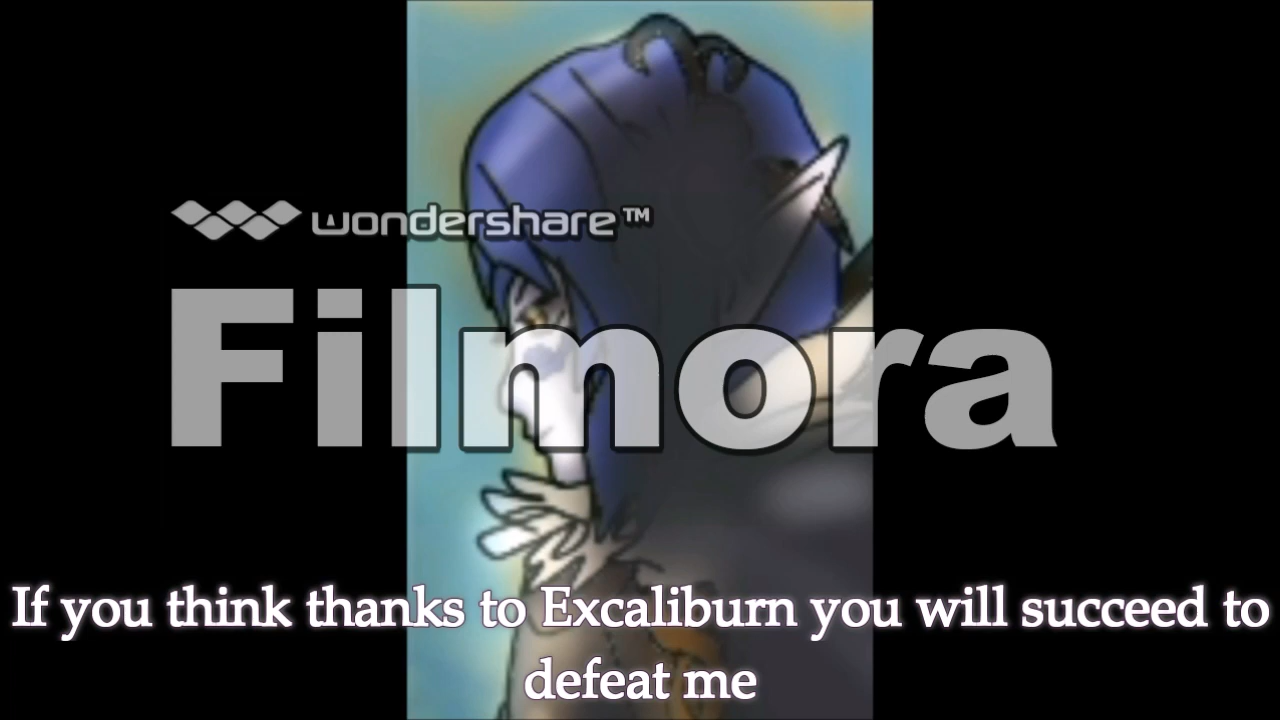 wondershare™
Filmora
If you think thanks to Excaliburn you will succeed to
defeat me